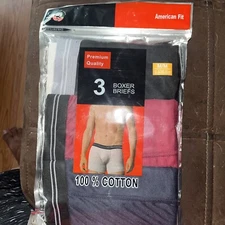 American Fit
Premium
Quality
3
BOXER
BRIEFS
100 % COTTON